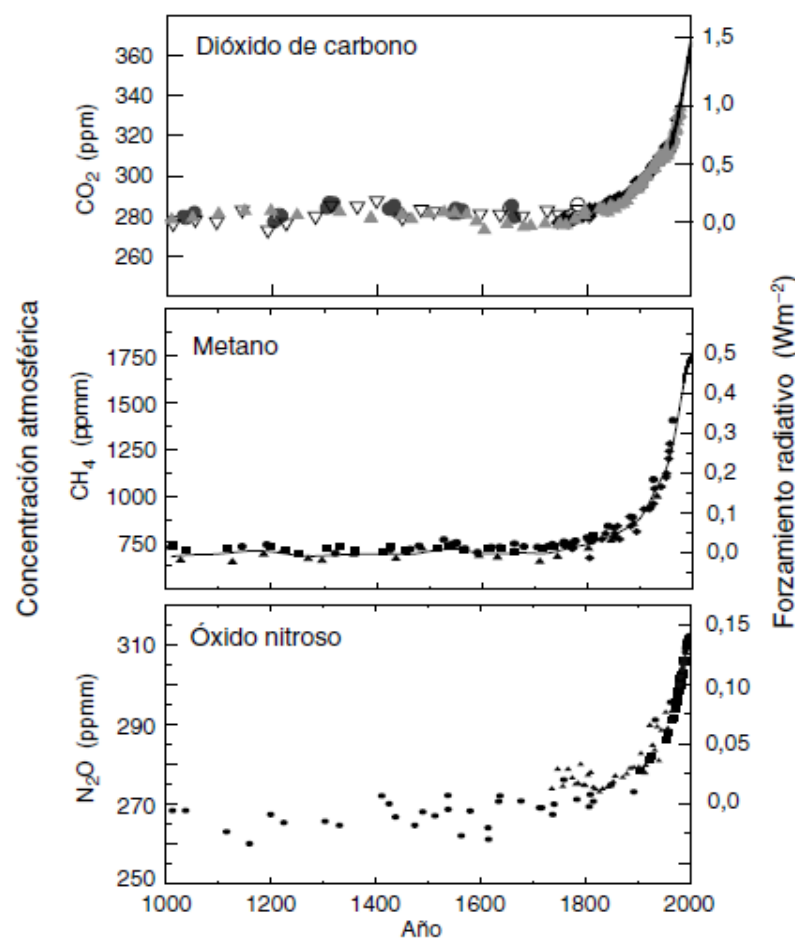 Concentración atmosférica
Forzamiento radiativo (Wm⁻²)
Dióxido de carbono
CO₂ (ppm)
360
340
320
300
280
260
1,5
1,0
0,5
0,0
Metano
CH₄ (ppmm)
1750
1500
1250
1000
750
0,5
0,4
0,3
0,2
0,1
0,0
Óxido nitroso
N₂O (ppmm)
310
290
270
250
0,15
0,10
0,05
0,0
1000 1200 1400 1600 1800 2000
Año